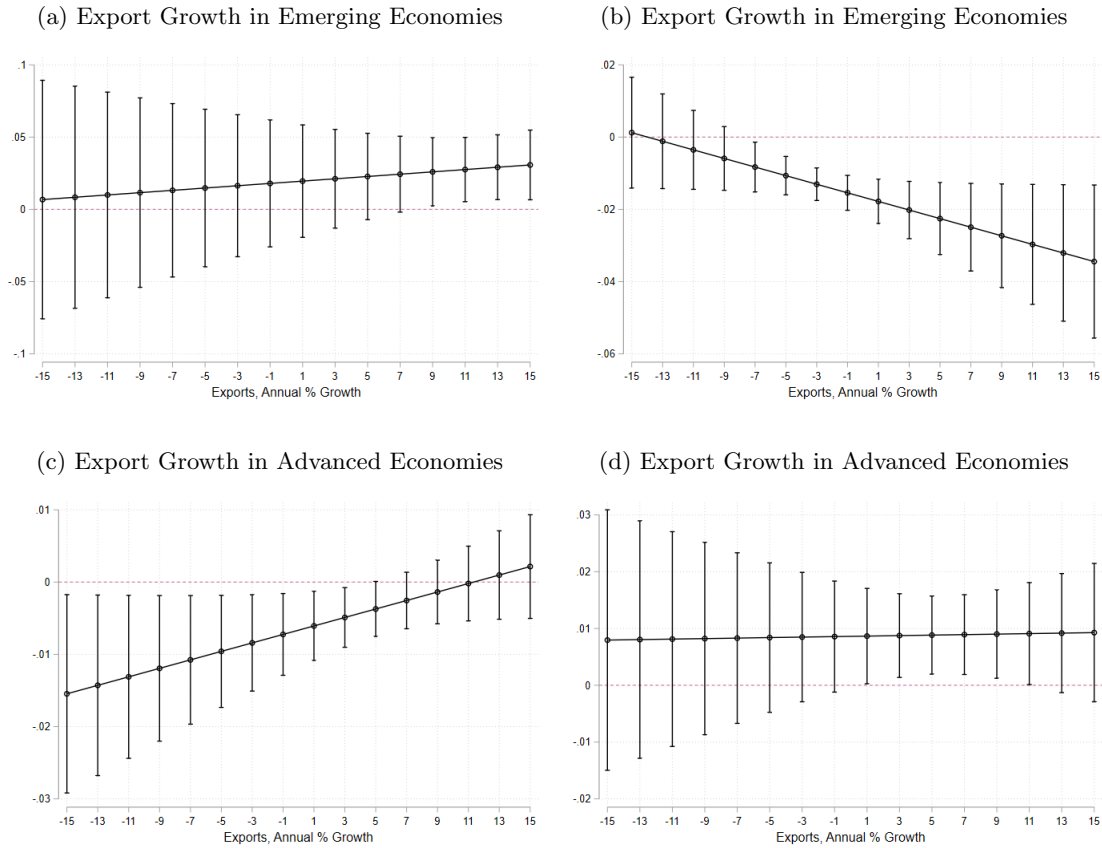 (a) Export Growth in Emerging Economies
.1
.05
0
-.05
-.1
-15 -13 -11 -9 -7 -5 -3 -1 1 3 5 7 9 11 13 15
Exports, Annual % Growth
(b) Export Growth in Emerging Economies
.02
0
-.02
-.04
-.06
-15 -13 -11 -9 -7 -5 -3 -1 1 3 5 7 9 11 13 15
Exports, Annual % Growth
(c) Export Growth in Advanced Economies
.01
0
-.01
-.02
-.03
-15 -13 -11 -9 -7 -5 -3 -1 1 3 5 7 9 11 13 15
Exports, Annual % Growth
(d) Export Growth in Advanced Economies
.03
.02
.01
0
-.01
-.02
-15 -13 -11 -9 -7 -5 -3 -1 1 3 5 7 9 11 13 15
Exports, Annual % Growth